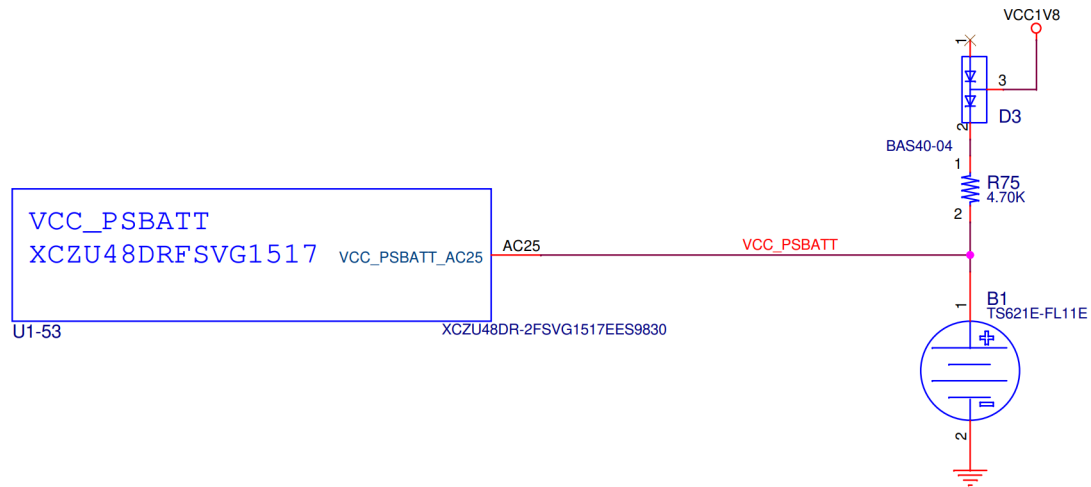 VCC1V8
1
3
D3
2
BAS40-04
1
R75
4.70K
2
VCC_PSBATT
XCZU48DRFSVG1517
VCC_PSBATT_AC25
AC25
VCC_PSBATT
U1-53
XCZU48DR-2FSVG1517EES9830
1
B1
TS621E-FL11E
2